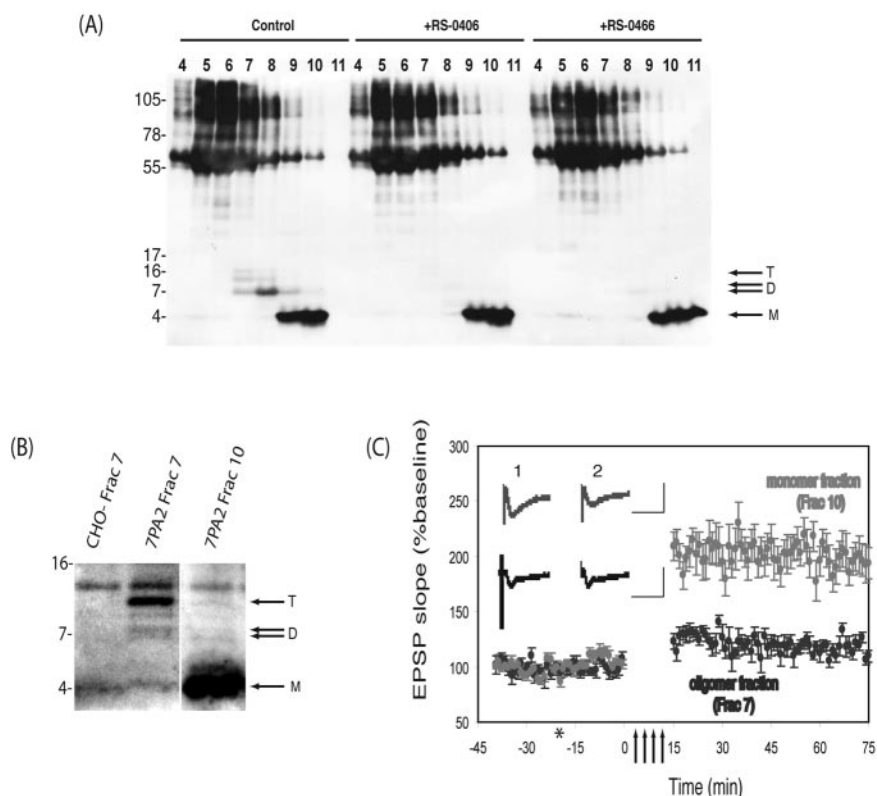 (A)
Control +RS-0406 +RS-0466
4 5 6 7 8 9 10 11 4 5 6 7 8 9 10 11 4 5 6 7 8 9 10 11
105-
78-
55-
17-
16-
7-
4-
T
D
M
(B)
CHO- Frac 7
7PA2 Frac 7
7PA2 Frac 10
16-
7-
4-
T
D
M
(C)
EPSP slope (%baseline)
300
250
200
150
100
50
1 2
monomer fraction
(Frac 10)
oligomer fraction
(Frac 7)
-45 -30 * -15 0 15 30 45 60 75
Time (min)